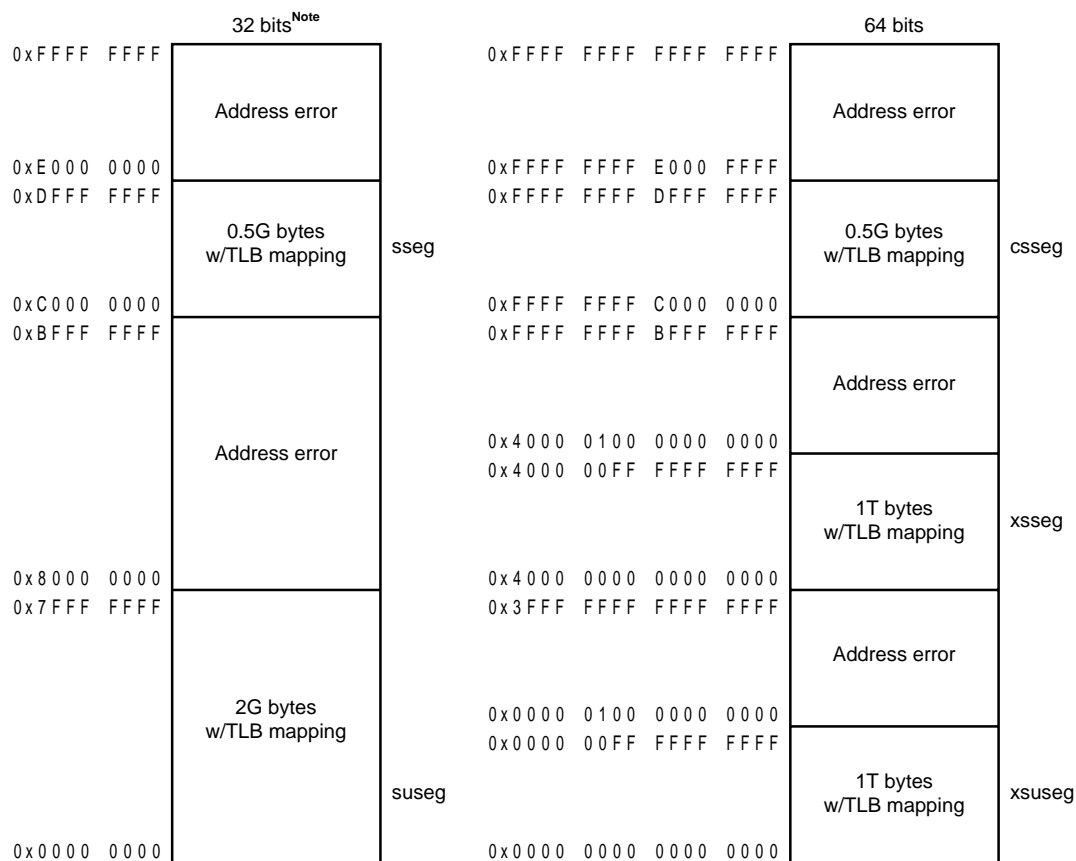 32 bitsNote
0xFFFF FFFF
Address error
0xE000 0000
0xDFFF FFFF
0.5G bytes
w/TLB mapping
sseg
0xC000 0000
0xBFFF FFFF
Address error
0x8000 0000
0x7FFF FFFF
2G bytes
w/TLB mapping
suseg
0x0000 0000
64 bits
0xFFFF FFFF FFFF FFFF
Address error
0xFFFF FFFF E000 FFFF
0xFFFF FFFF DFFF FFFF
0.5G bytes
w/TLB mapping
csseg
0xFFFF FFFF C000 0000
0xFFFF FFFF BFFF FFFF
Address error
0x4000 0100 0000 0000
0x4000 00FF FFFF FFFF
1T bytes
w/TLB mapping
xsseg
0x4000 0000 0000 0000
0x3FFF FFFF FFFF FFFF
Address error
0x0000 0100 0000 0000
0x0000 00FF FFFF FFFF
1T bytes
w/TLB mapping
xsuseg
0x0000 0000 0000 0000